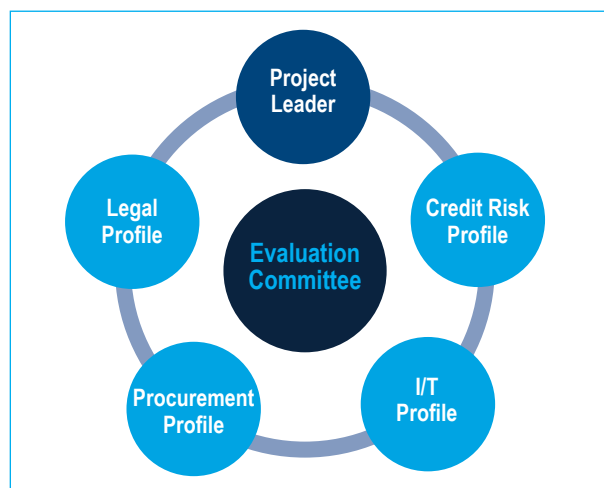 Project
Leader
Legal
Profile
Credit Risk
Profile
Evaluation
Committee
Procurement
Profile
I/T
Profile